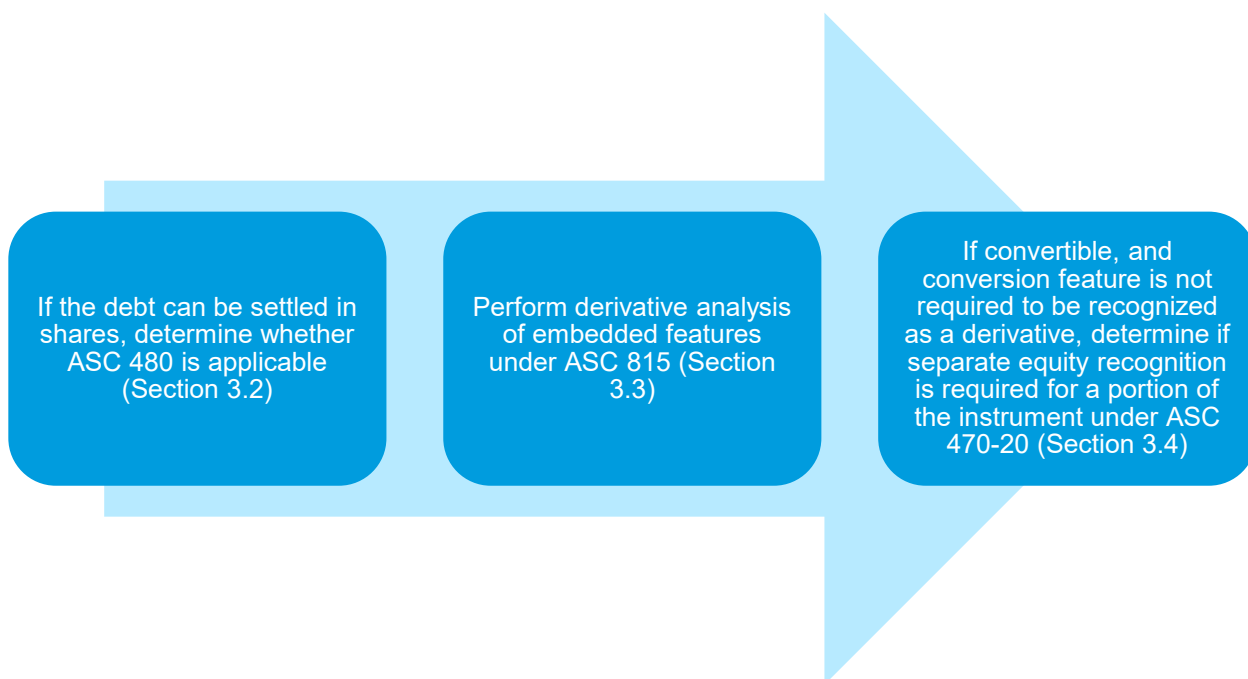 If the debt can be settled in
shares, determine whether
ASC 480 is applicable
(Section 3.2)
Perform derivative analysis
of embedded features
under ASC 815 (Section
3.3)
If convertible, and
conversion feature is not
required to be recognized
as a derivative, determine if
separate equity recognition
is required for a portion of
the instrument under ASC
470-20 (Section 3.4)